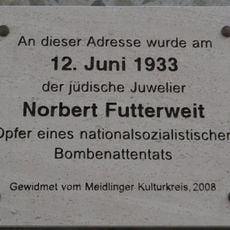 An dieser Adresse wurde am
12. Juni 1933
der jüdische Juwelier
Norbert Futterweit
Opfer eines nationalsozialistischen
Bombenattentats
Gewidmet vom Meidlinger Kulturkreis, 2008